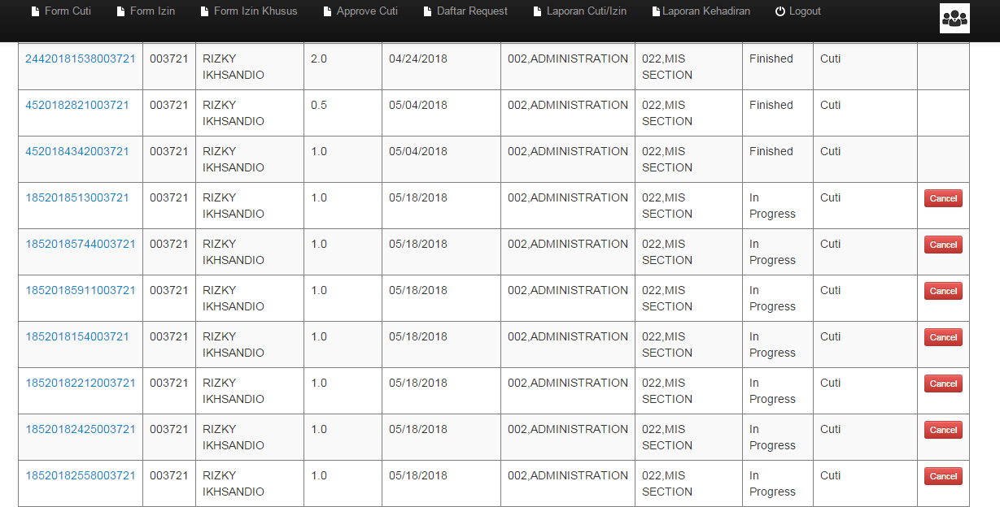 Form Cuti Form Izin Form Izin Khusus Approve Cuti Daftar Request Laporan Cuti/Izin Laporan Kehadiran Logout
24420181538003721 003721 RIZKY 2.0 04/24/2018 002,ADMINISTRATION 022,MIS Finished Cuti
IKHSANDIO SECTION
4520182821003721 003721 RIZKY 0.5 05/04/2018 002,ADMINISTRATION 022,MIS Finished Cuti
IKHSANDIO SECTION
4520184342003721 003721 RIZKY 1.0 05/04/2018 002,ADMINISTRATION 022,MIS Finished Cuti
IKHSANDIO SECTION
1852018513003721 003721 RIZKY 1.0 05/18/2018 002,ADMINISTRATION 022,MIS In Cuti Cancel
IKHSANDIO SECTION Progress
18520185744003721 003721 RIZKY 1.0 05/18/2018 002,ADMINISTRATION 022,MIS In Cuti Cancel
IKHSANDIO SECTION Progress
18520185911003721 003721 RIZKY 1.0 05/18/2018 002,ADMINISTRATION 022,MIS In Cuti Cancel
IKHSANDIO SECTION Progress
1852018154003721 003721 RIZKY 1.0 05/18/2018 002,ADMINISTRATION 022,MIS In Cuti Cancel
IKHSANDIO SECTION Progress
18520182212003721 003721 RIZKY 1.0 05/18/2018 002,ADMINISTRATION 022,MIS In Cuti Cancel
IKHSANDIO SECTION Progress
18520182425003721 003721 RIZKY 1.0 05/18/2018 002,ADMINISTRATION 022,MIS In Cuti Cancel
IKHSANDIO SECTION Progress
18520182558003721 003721 RIZKY 1.0 05/18/2018 002,ADMINISTRATION 022,MIS In Cuti Cancel
IKHSANDIO SECTION Progress